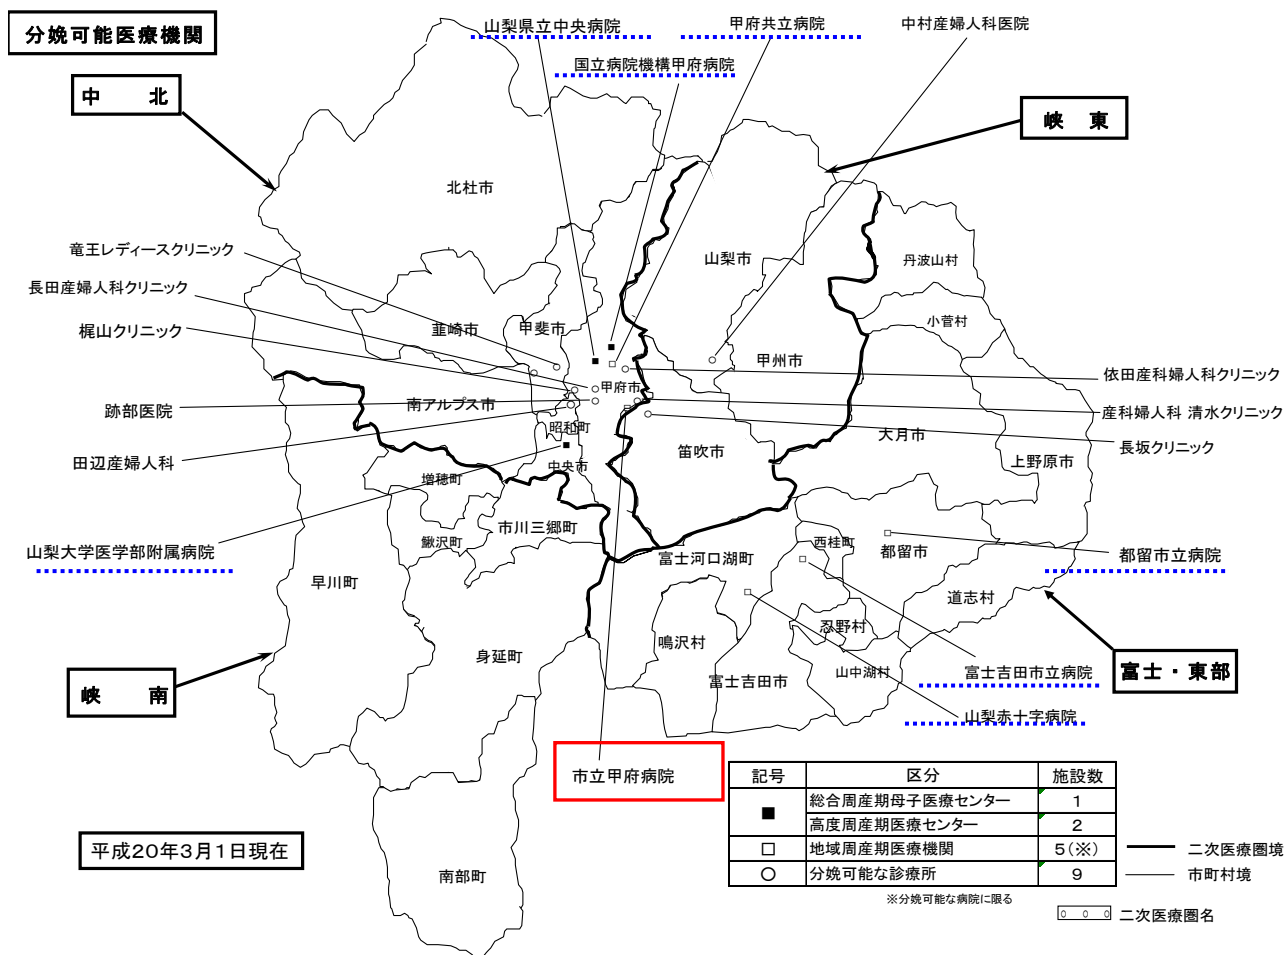 分娩可能医療機関
山梨県立中央病院
甲府共立病院
中村産婦人科医院
国立病院機構甲府病院
中 北
峡 東
北杜市
竜王レディースクリニック
山梨市
丹波山村
長田産婦人科クリニック
小菅村
梶山クリニック
韮崎市
甲斐市
甲州市
依田産科婦人科クリニック
甲府市
跡部医院
南アルプス市
産科婦人科 清水クリニック
昭和町
大月市
長坂クリニック
田辺産婦人科
笛吹市
上野原市
中央市
増穂町
市川三郷町
鰍沢町
西桂町
山梨大学医学部附属病院
富士河口湖町
都留市
都留市立病院
早川町
道志村
忍野村
鳴沢村
身延町
山中湖村
富士吉田市立病院
富士・東部
峡 南
富士吉田市
山梨赤十字病院
市立甲府病院
記号 区分 施設数
■ 総合周産期母子医療センター 1
高度周産期医療センター 2
□ 地域周産期医療機関 5(※)
○ 分娩可能な診療所 9
※分娩可能な病院に限る
二次医療圏境
市町村境
二次医療圏名
平成20年3月1日現在
南部町